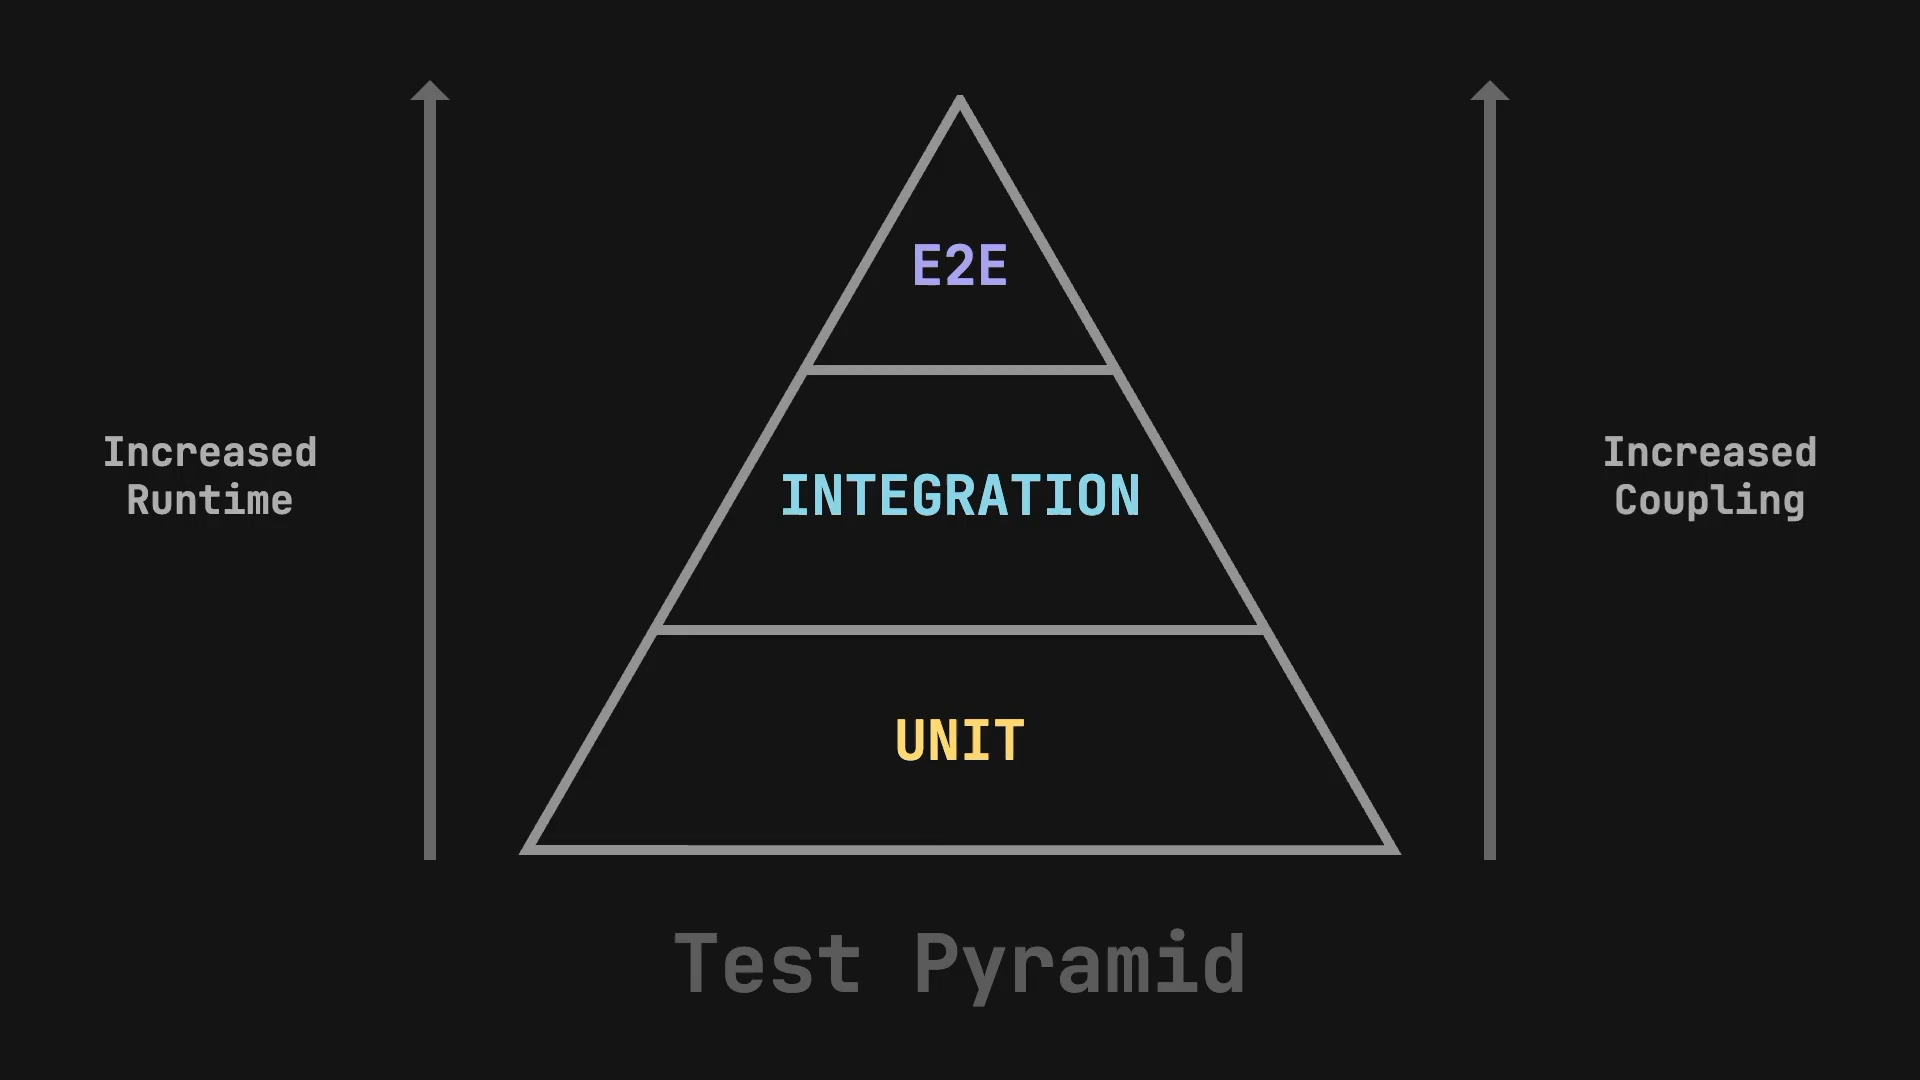 E2E
Increased
Runtime
INTEGRATION
Increased
Coupling
UNIT
Test Pyramid